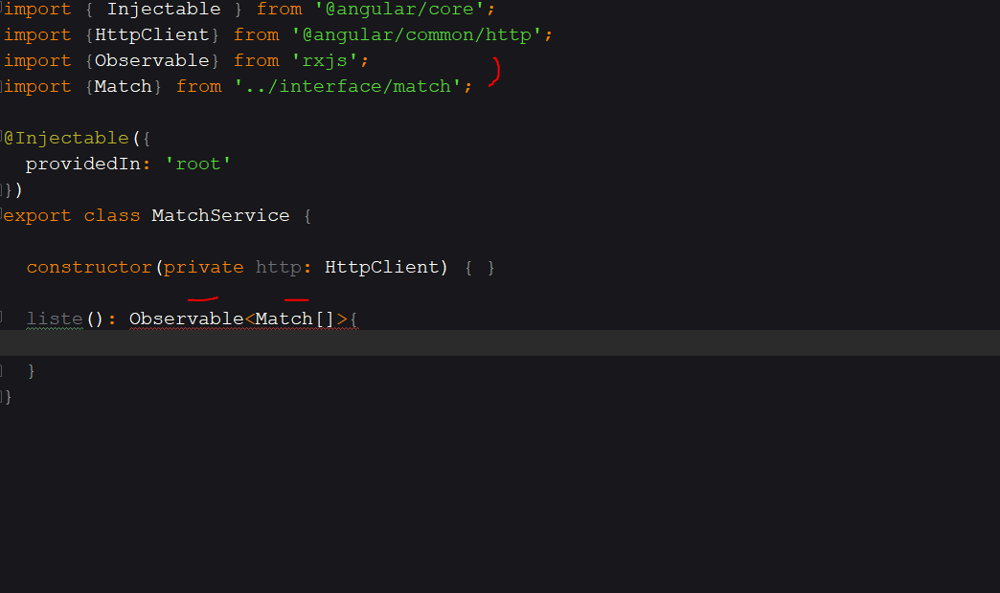 import { Injectable } from '@angular/core';
import {HttpClient} from '@angular/common/http';
import {Observable} from 'rxjs';
import {Match} from '../interface/match';
@Injectable({
  providedIn: 'root'
})
export class MatchService {
  constructor(private http: HttpClient) { }
  liste(): Observable<Match[]>{
  }
}